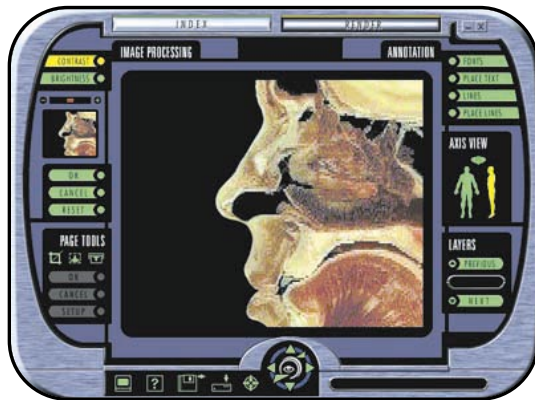 INDEX
RENDER
IMAGE PROCESSING
ANNOTATION
CONTRAST
BRIGHTNESS
OK
CANCEL
RESET
PAGE TOOLS
OK
CANCEL
SETUP
FONTS
PLACE TEXT
LINES
PLACE LINES
AXIS VIEW
LAYERS
PREVIOUS
NEXT
?